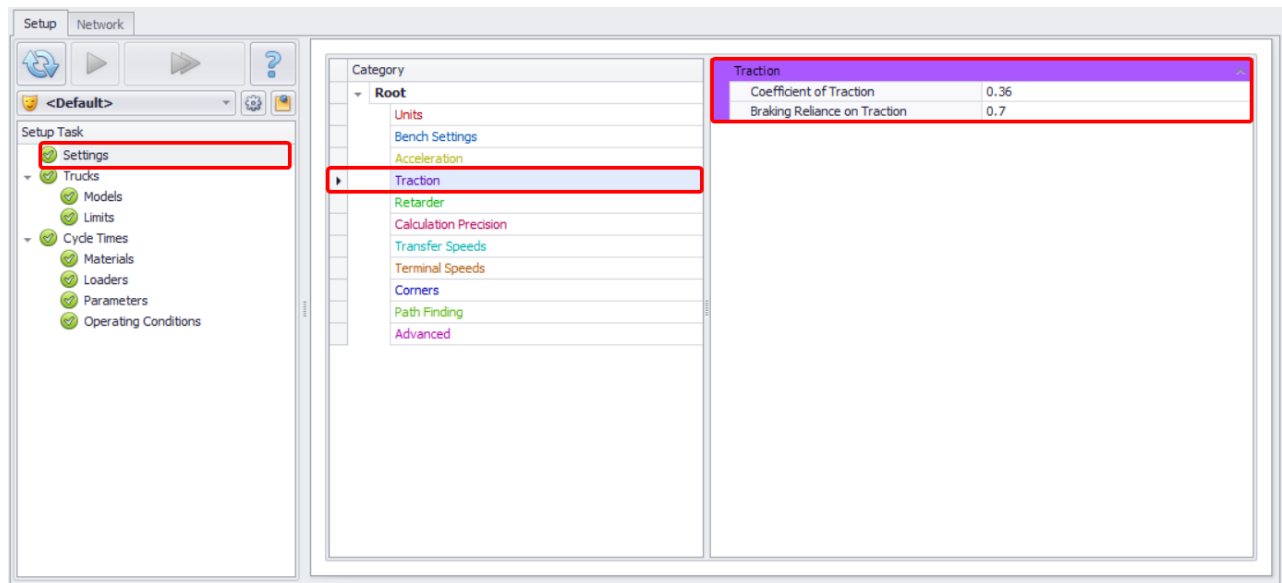 Setup Network
<Default>
Setup Task
Settings
Trucks
Models
Limits
Cycle Times
Materials
Loaders
Parameters
Operating Conditions
Category
Root
Units
Bench Settings
Acceleration
Traction
Retarder
Calculation Precision
Transfer Speeds
Terminal Speeds
Corners
Path Finding
Advanced
Traction
Coefficient of Traction 0.36
Braking Reliance on Traction 0.7